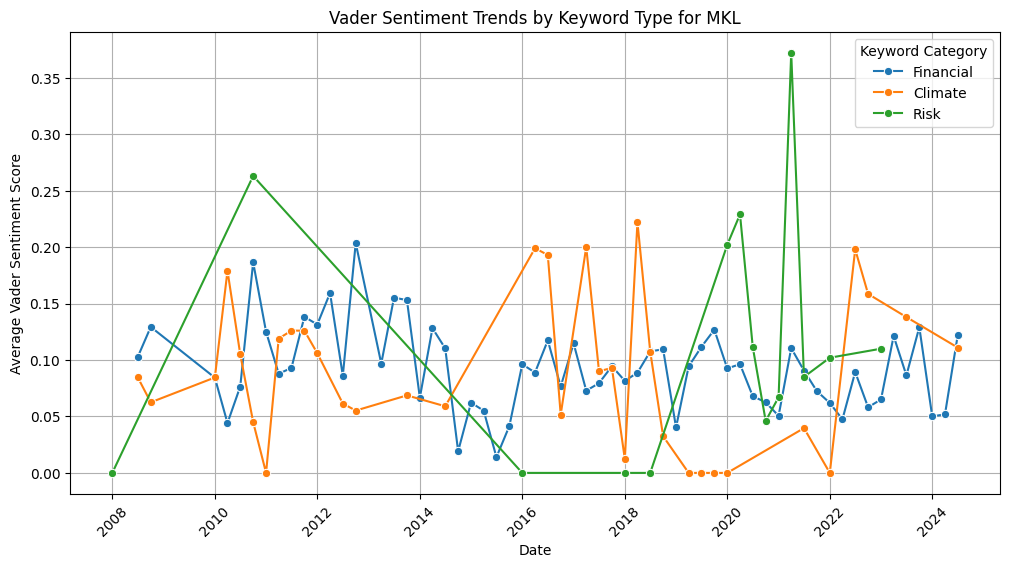 Vader Sentiment Trends by Keyword Type for MKL
Keyword Category
Financial
Climate
Risk
Average Vader Sentiment Score
0.35
0.30
0.25
0.20
0.15
0.10
0.05
0.00
2008
2010
2012
2014
2016
2018
2020
2022
2024
Date